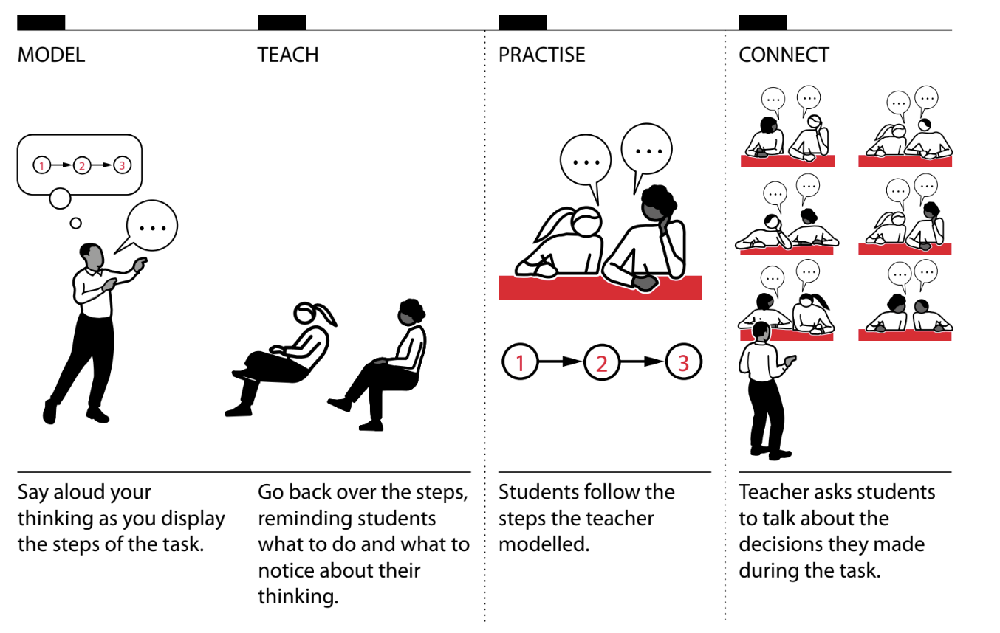 MODEL
TEACH
PRACTISE
CONNECT
1 2 3
...
... ...
1 2 3
... ... ... ...
... ... ... ...
... ... ... ...
Say aloud your
thinking as you display
the steps of the task.
Go back over the steps,
reminding students
what to do and what to
notice about their
thinking.
Students follow the
steps the teacher
modelled.
Teacher asks students
to talk about the
decisions they made
during the task.